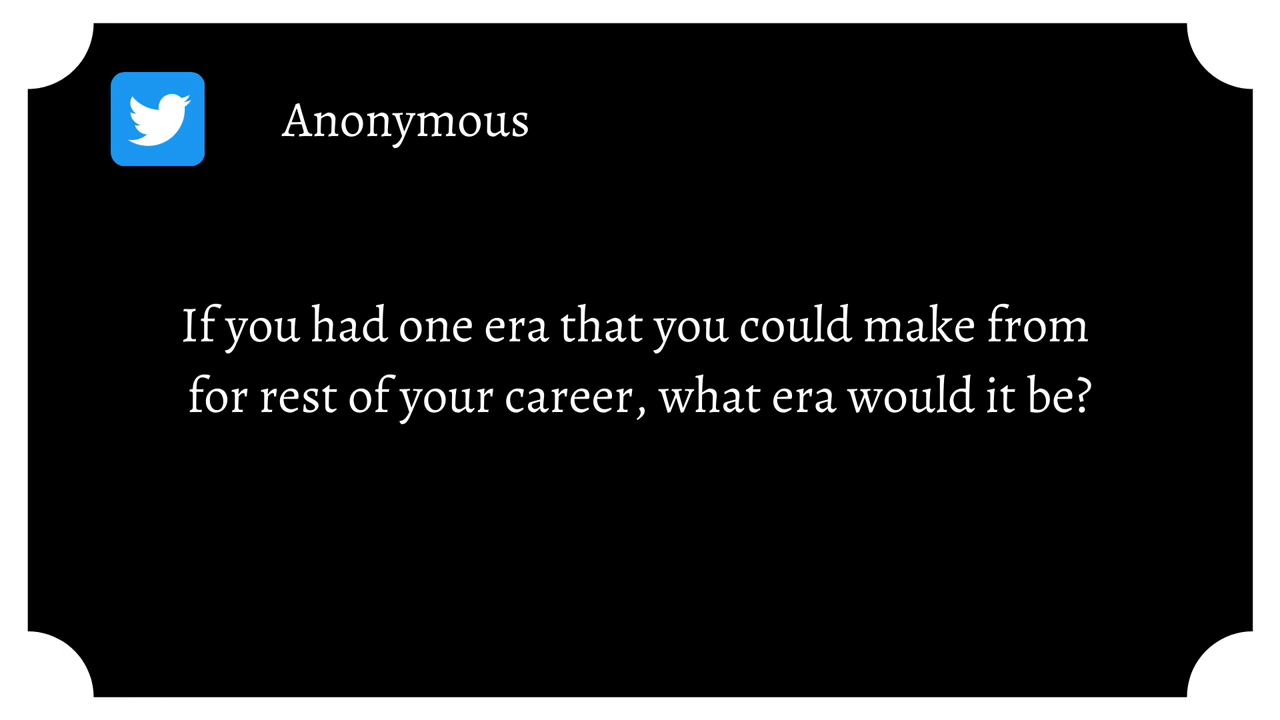 Anonymous
If you had one era that you could make from
for rest of your career, what era would it be?